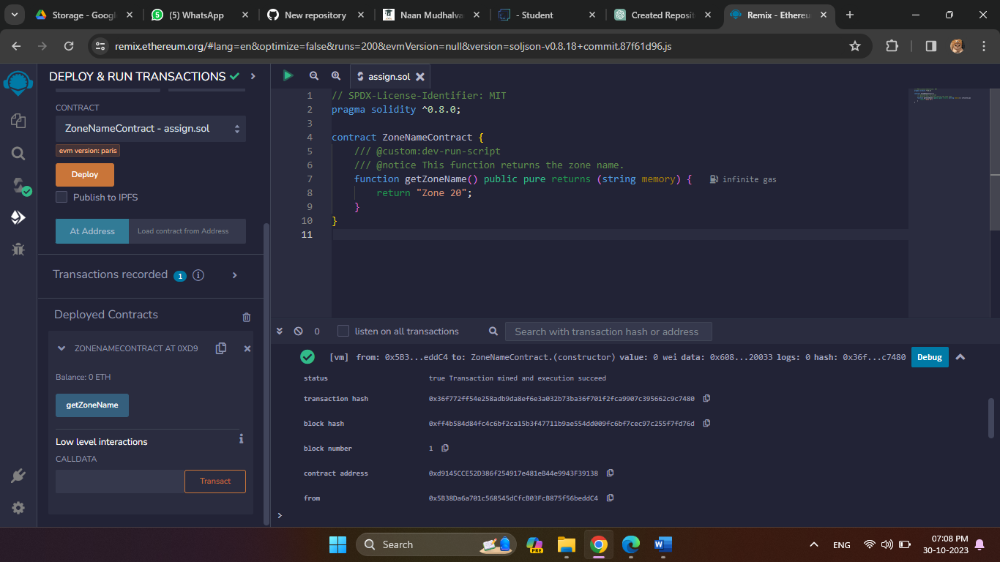 Storage - Googl
(5) WhatsApp
New repository
Naan Mudhalva
- Student
Created Reposit
Remix - Ethereu
remix.ethereum.org/#lang=en&optimize=false&runs=200&evmVersion=null&version=soljson-v0.8.18+commit.87f61d96.js
DEPLOY & RUN TRANSACTIONS
CONTRACT
ZoneNameContract - assign.sol
evm version: paris
Deploy
Publish to IPFS
At Address
Load contract from Address
Transactions recorded 1
Deployed Contracts
ZONENAMECONTRACT AT 0XD9
Balance: 0 ETH
getZoneName
Low level interactions
CALLDATA
Transact
assign.sol
1 // SPDX-License-Identifier: MIT
2 pragma solidity ^0.8.0;
3
4 contract ZoneNameContract {
5 /// @custom:dev-run-script
6 /// @notice This function returns the zone name.
7 function getZoneName() public pure returns (string memory) { infinite gas
8 return "Zone 20";
9 }
10 }
11
0
listen on all transactions
Search with transaction hash or address
[vm] from: 0x5B3...eddC4 to: ZoneNameContract.(constructor) value: 0 wei data: 0x608...20033 logs: 0 hash: 0x36f...c7480
Debug
status true Transaction mined and execution succeed
transaction hash 0x36f772ff54e258adb9da8ef6e3a032b73ba36f701f2fca9907c395662c9c7480
block hash 0xff4b584d84fc4c6bf2ca15b3f47711b9ae554dd009fc6bf7cec97c255f7fd76d
block number 1
contract address 0xd9145CCE52D386f254917e481eB44e9943F39138
from 0x5B38Da6a701c568545dCfcB03FcB875f56beddC4
>
Search
PRE
ENG
07:08 PM
30-10-2023